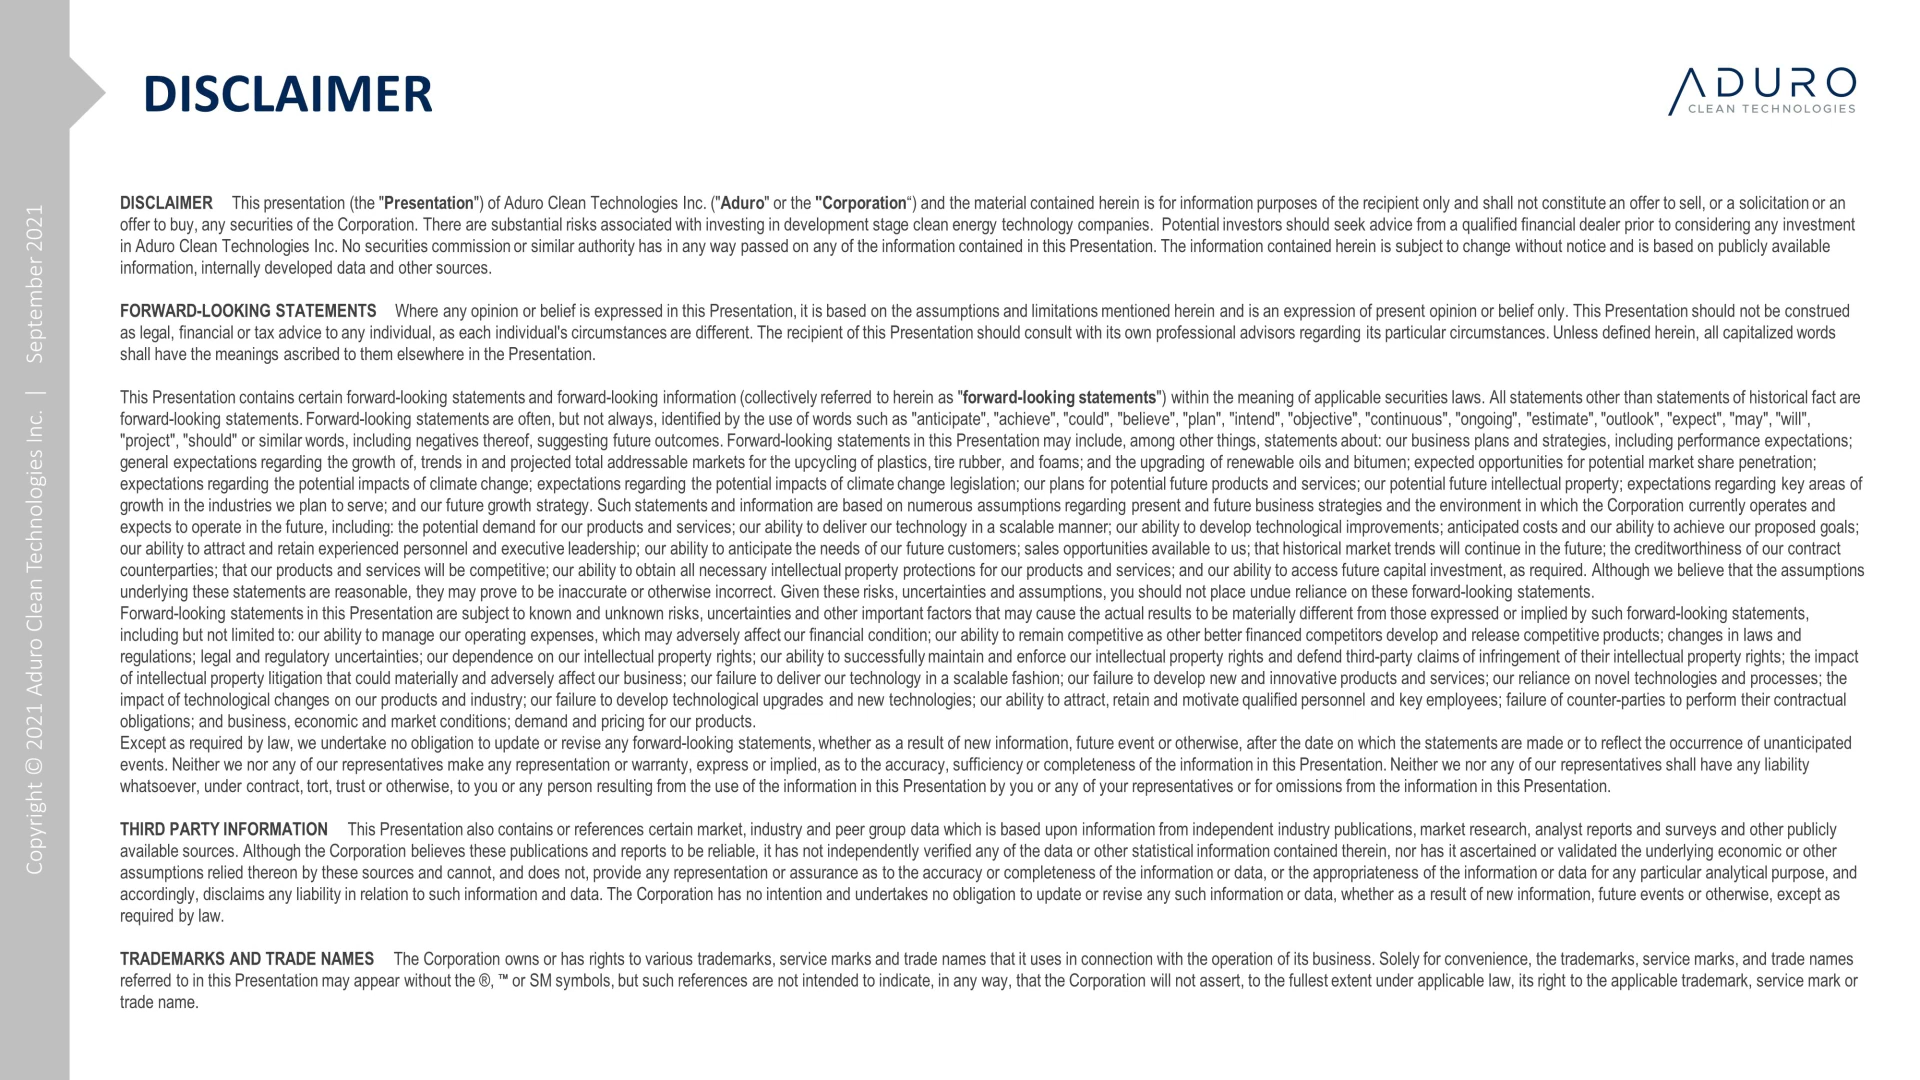 DISCLAIMER
ADURO
CLEAN TECHNOLOGIES
DISCLAIMER This presentation (the "Presentation") of Aduro Clean Technologies Inc. ("Aduro" or the "Corporation“) and the material contained herein is for information purposes of the recipient only and shall not constitute an offer to sell, or a solicitation or an
offer to buy, any securities of the Corporation. There are substantial risks associated with investing in development stage clean energy technology companies. Potential investors should seek advice from a qualified financial dealer prior to considering any investment
in Aduro Clean Technologies Inc. No securities commission or similar authority has in any way passed on any of the information contained in this Presentation. The information contained herein is subject to change without notice and is based on publicly available
information, internally developed data and other sources.
FORWARD-LOOKING STATEMENTS Where any opinion or belief is expressed in this Presentation, it is based on the assumptions and limitations mentioned herein and is an expression of present opinion or belief only. This Presentation should not be construed
as legal, financial or tax advice to any individual, as each individual's circumstances are different. The recipient of this Presentation should consult with its own professional advisors regarding its particular circumstances. Unless defined herein, all capitalized words
shall have the meanings ascribed to them elsewhere in the Presentation.
This Presentation contains certain forward-looking statements and forward-looking information (collectively referred to herein as "forward-looking statements") within the meaning of applicable securities laws. All statements other than statements of historical fact are
forward-looking statements. Forward-looking statements are often, but not always, identified by the use of words such as "anticipate", "achieve", "could", "believe", "plan", "intend", "objective", "continuous", "ongoing", "estimate", "outlook", "expect", "may", "will",
"project", "should" or similar words, including negatives thereof, suggesting future outcomes. Forward-looking statements in this Presentation may include, among other things, statements about: our business plans and strategies, including performance expectations;
general expectations regarding the growth of, trends in and projected total addressable markets for the upcycling of plastics, tire rubber, and foams; and the upgrading of renewable oils and bitumen; expected opportunities for potential market share penetration;
expectations regarding the potential impacts of climate change; expectations regarding the potential impacts of climate change legislation; our plans for potential future products and services; our potential future intellectual property; expectations regarding key areas of
growth in the industries we plan to serve; and our future growth strategy. Such statements and information are based on numerous assumptions regarding present and future business strategies and the environment in which the Corporation currently operates and
expects to operate in the future, including: the potential demand for our products and services; our ability to deliver our technology in a scalable manner; our ability to develop technological improvements; anticipated costs and our ability to achieve our proposed goals;
our ability to attract and retain experienced personnel and executive leadership; our ability to anticipate the needs of our future customers; sales opportunities available to us; that historical market trends will continue in the future; the creditworthiness of our contract
counterparties; that our products and services will be competitive; our ability to obtain all necessary intellectual property protections for our products and services; and our ability to access future capital investment, as required. Although we believe that the assumptions
underlying these statements are reasonable, they may prove to be inaccurate or otherwise incorrect. Given these risks, uncertainties and assumptions, you should not place undue reliance on these forward-looking statements.
Forward-looking statements in this Presentation are subject to known and unknown risks, uncertainties and other important factors that may cause the actual results to be materially different from those expressed or implied by such forward-looking statements,
including but not limited to: our ability to manage our operating expenses, which may adversely affect our financial condition; our ability to remain competitive as other better financed competitors develop and release competitive products; changes in laws and
regulations; legal and regulatory uncertainties; our dependence on our intellectual property rights; our ability to successfully maintain and enforce our intellectual property rights and defend third-party claims of infringement of their intellectual property rights; the impact
of intellectual property litigation that could materially and adversely affect our business; our failure to deliver our technology in a scalable fashion; our failure to develop new and innovative products and services; our reliance on novel technologies and processes; the
impact of technological changes on our products and industry; our failure to develop technological upgrades and new technologies; our ability to attract, retain and motivate qualified personnel and key employees; failure of counter-parties to perform their contractual
obligations; and business, economic and market conditions; demand and pricing for our products.
Except as required by law, we undertake no obligation to update or revise any forward-looking statements, whether as a result of new information, future event or otherwise, after the date on which the statements are made or to reflect the occurrence of unanticipated
events. Neither we nor any of our representatives make any representation or warranty, express or implied, as to the accuracy, sufficiency or completeness of the information in this Presentation. Neither we nor any of our representatives shall have any liability
whatsoever, under contract, tort, trust or otherwise, to you or any person resulting from the use of the information in this Presentation by you or any of your representatives or for omissions from the information in this Presentation.
THIRD PARTY INFORMATION This Presentation also contains or references certain market, industry and peer group data which is based upon information from independent industry publications, market research, analyst reports and surveys and other publicly
available sources. Although the Corporation believes these publications and reports to be reliable, it has not independently verified any of the data or other statistical information contained therein, nor has it ascertained or validated the underlying economic or other
assumptions relied thereon by these sources and cannot, and does not, provide any representation or assurance as to the accuracy or completeness of the information or data, or the appropriateness of the information or data for any particular analytical purpose, and
accordingly, disclaims any liability in relation to such information and data. The Corporation has no intention and undertakes no obligation to update or revise any such information or data, whether as a result of new information, future events or otherwise, except as
required by law.
TRADEMARKS AND TRADE NAMES The Corporation owns or has rights to various trademarks, service marks and trade names that it uses in connection with the operation of its business. Solely for convenience, the trademarks, service marks, and trade names
referred to in this Presentation may appear without the ®, ™ or SM symbols, but such references are not intended to indicate, in any way, that the Corporation will not assert, to the fullest extent under applicable law, its right to the applicable trademark, service mark or
trade name.
Copyright © 2021 Aduro Clean Technologies Inc. | September 2021